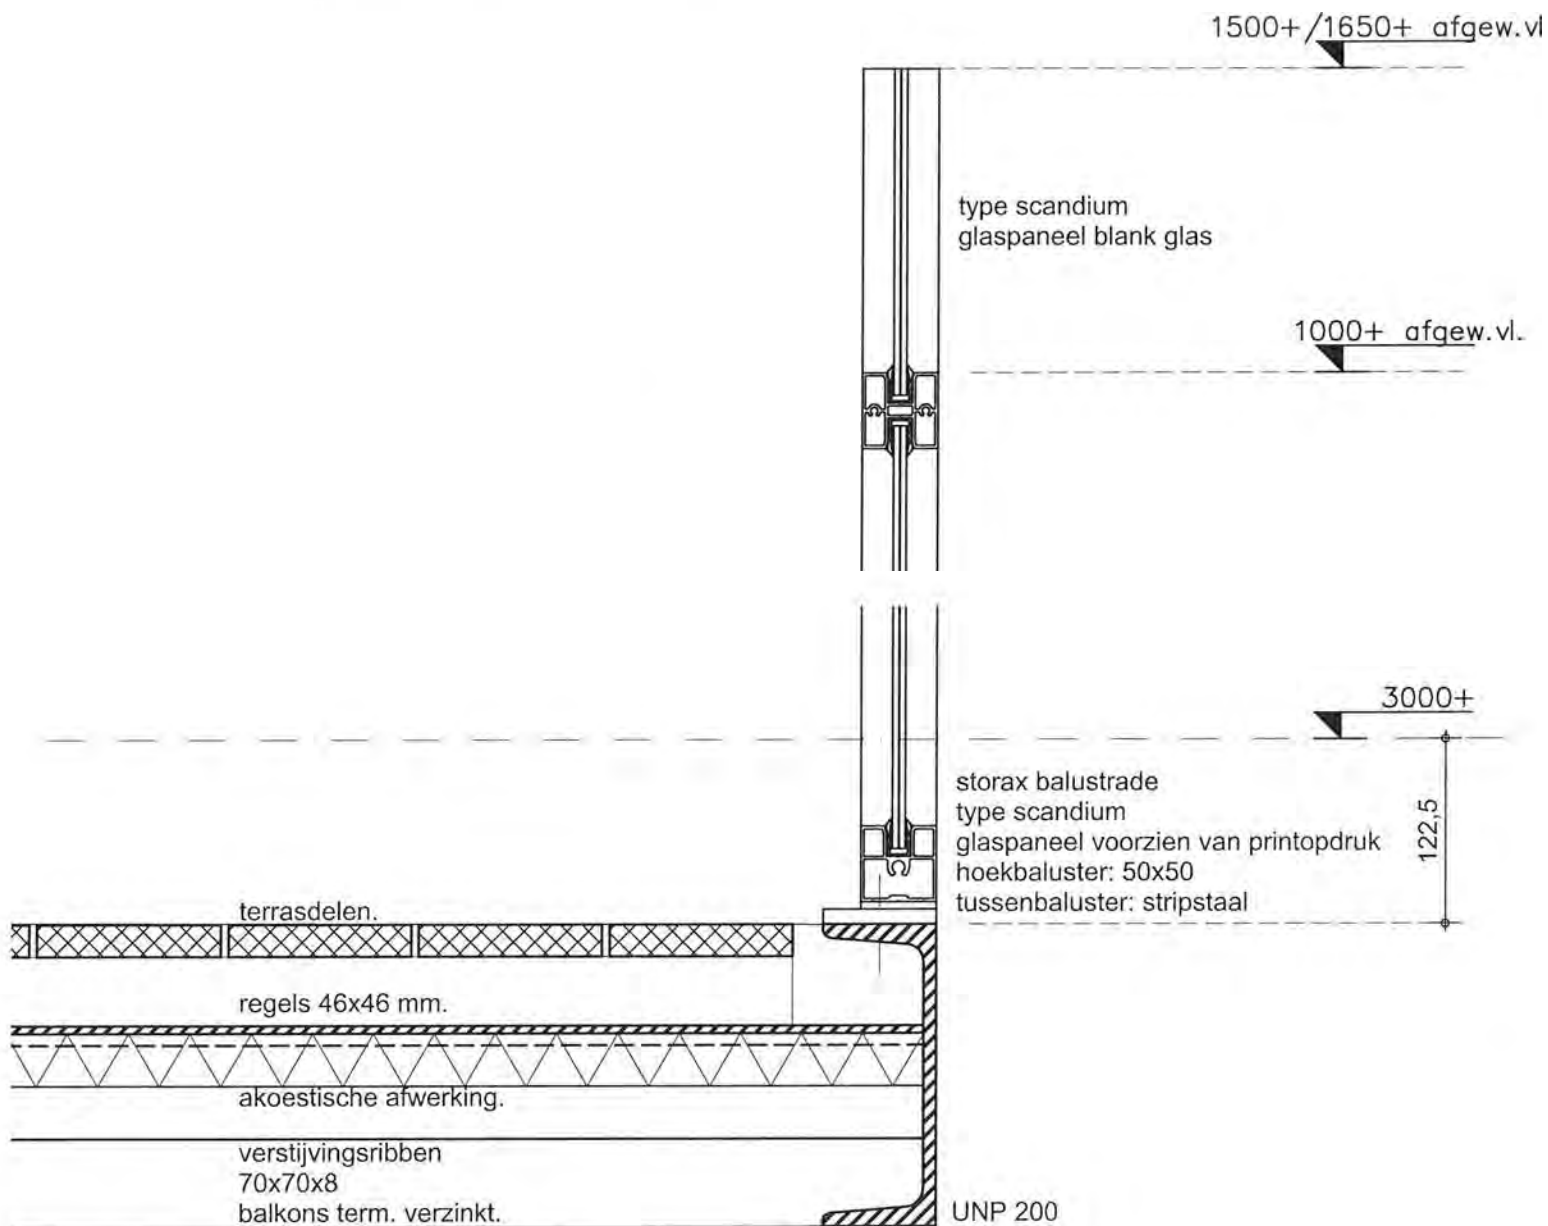 1500+/1650+ afgew.vl
type scandium
glaspaneel blank glas
1000+ afgew.vl.
3000+
storax balustrade
type scandium
glaspaneel voorzien van printopdruk
hoekbaluster: 50x50
tussenbaluster: stripstaal
122,5
terrasdelen.
regels 46x46 mm.
akoestische afwerking.
verstijvingsribben
70x70x8
balkons term. verzinkt.
UNP 200